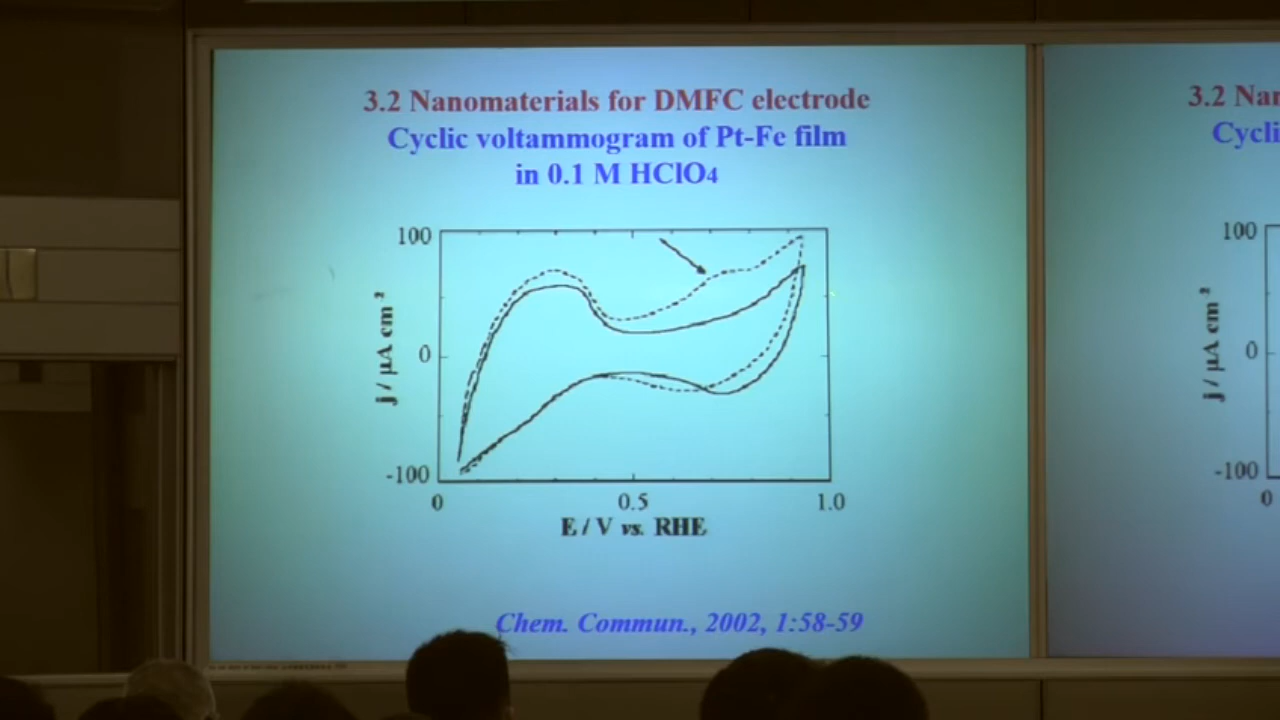 3.2 Nanomaterials for DMFC electrode
Cyclic voltammogram of Pt-Fe film
in 0.1 M HClO4
100
0
-100
j / µA cm⁻²
0
0.5
1.0
E / V vs. RHE
Chem. Commun., 2002, 1:58-59
3.2 Nan
Cycli
100
0
-100
j / µA cm⁻²
0